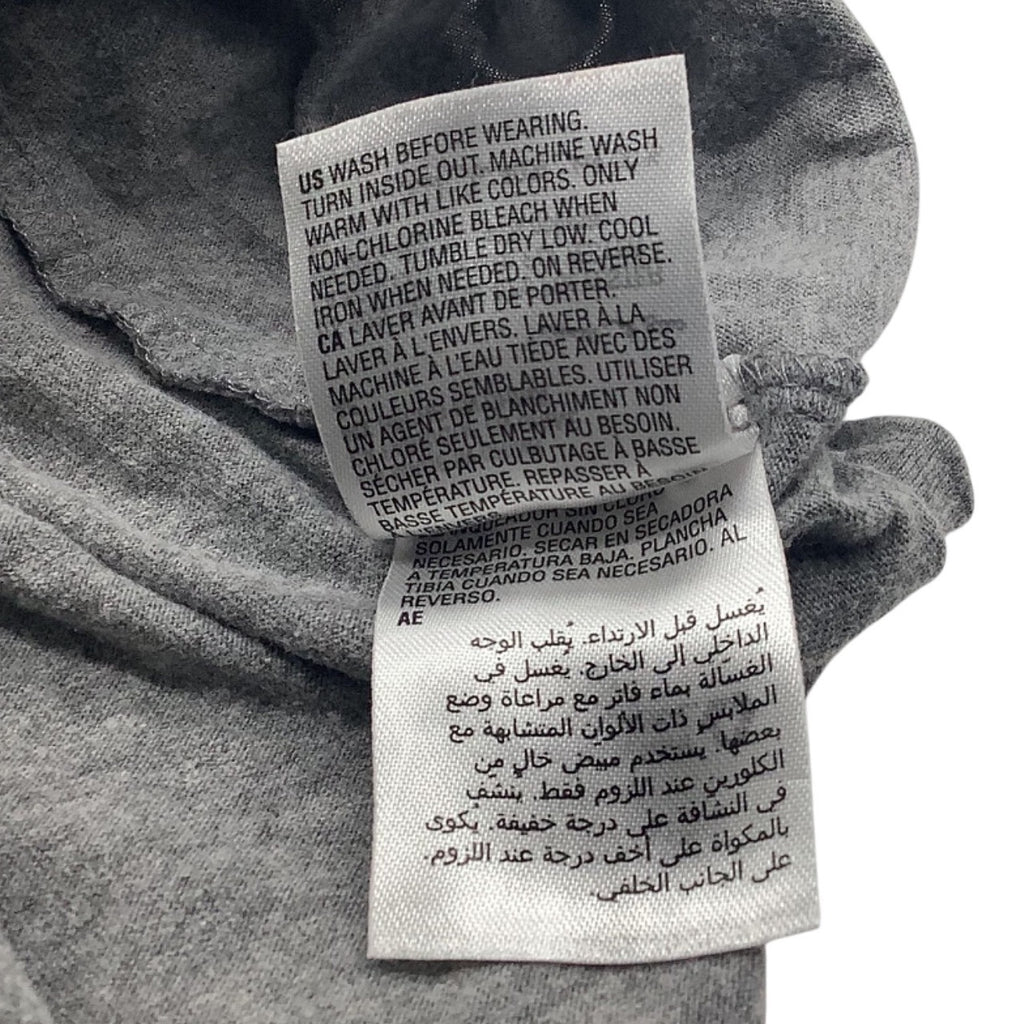 US WASH BEFORE WEARING.
TURN INSIDE OUT. MACHINE WASH
WARM WITH LIKE COLORS. ONLY
NON-CHLORINE BLEACH WHEN
NEEDED. TUMBLE DRY LOW. COOL
IRON WHEN NEEDED. ON REVERSE.
CA LAVER AVANT DE PORTER.
LAVER À L'ENVERS. LAVER À LA
MACHINE À L'EAU TIÈDE AVEC DES
COULEURS SEMBLABLES. UTILISER
UN AGENT DE BLANCHIMENT NON
CHLORÉ SEULEMENT AU BESOIN.
SÉCHER PAR CULBUTAGE À BASSE
TEMPÉRATURE. REPASSER À
BASSE TEMPÉRATURE AU BESOIN
SIN CLORO
SOLAMENTE CUANDO SEA
NECESARIO. SECAR EN SECADORA
A TEMPERATURA BAJA. PLANCHA
TIBIA CUANDO SEA NECESARIO. AL
REVERSO.
AE
يُغسل قبل الارتداء. يُقلب الوجه
الداخلي إلى الخارج. يُغسل في
الغسالة بماء فاتر مع مراعاة وضع
الملابس ذات الألوان المتشابهة مع
بعضها. يُستخدم مبيض خالٍ من
الكلورين عند اللزوم فقط. ينشف
في النشافة على درجة خفيفة. يكوى
بالمكواة على أخف درجة عند اللزوم.
على الجانب الخلفي.